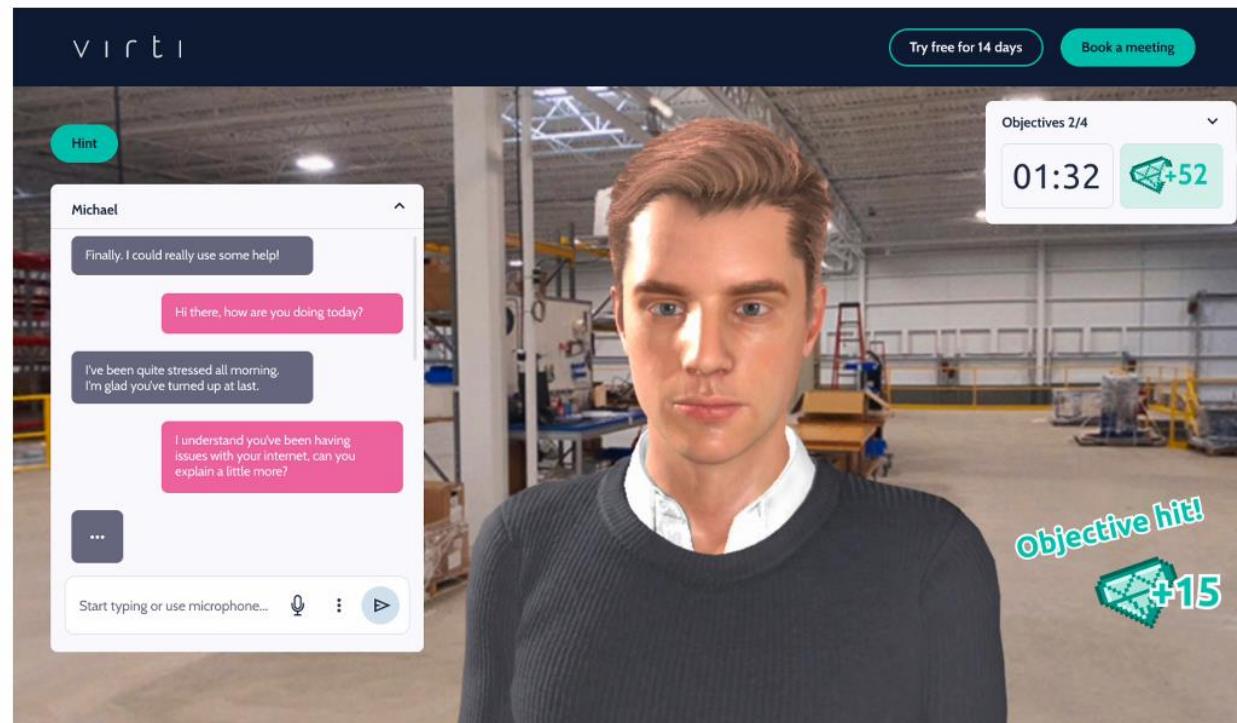 virti
Try free for 14 days
Book a meeting
Hint
Objectives 2/4
01:32
+52
Michael
Finally. I could really use some help!
Hi there, how are you doing today?
I've been quite stressed all morning.
I'm glad you've turned up at last.
I understand you've been having
issues with your internet, can you
explain a little more?
...
Start typing or use microphone...
Objective hit!
+15